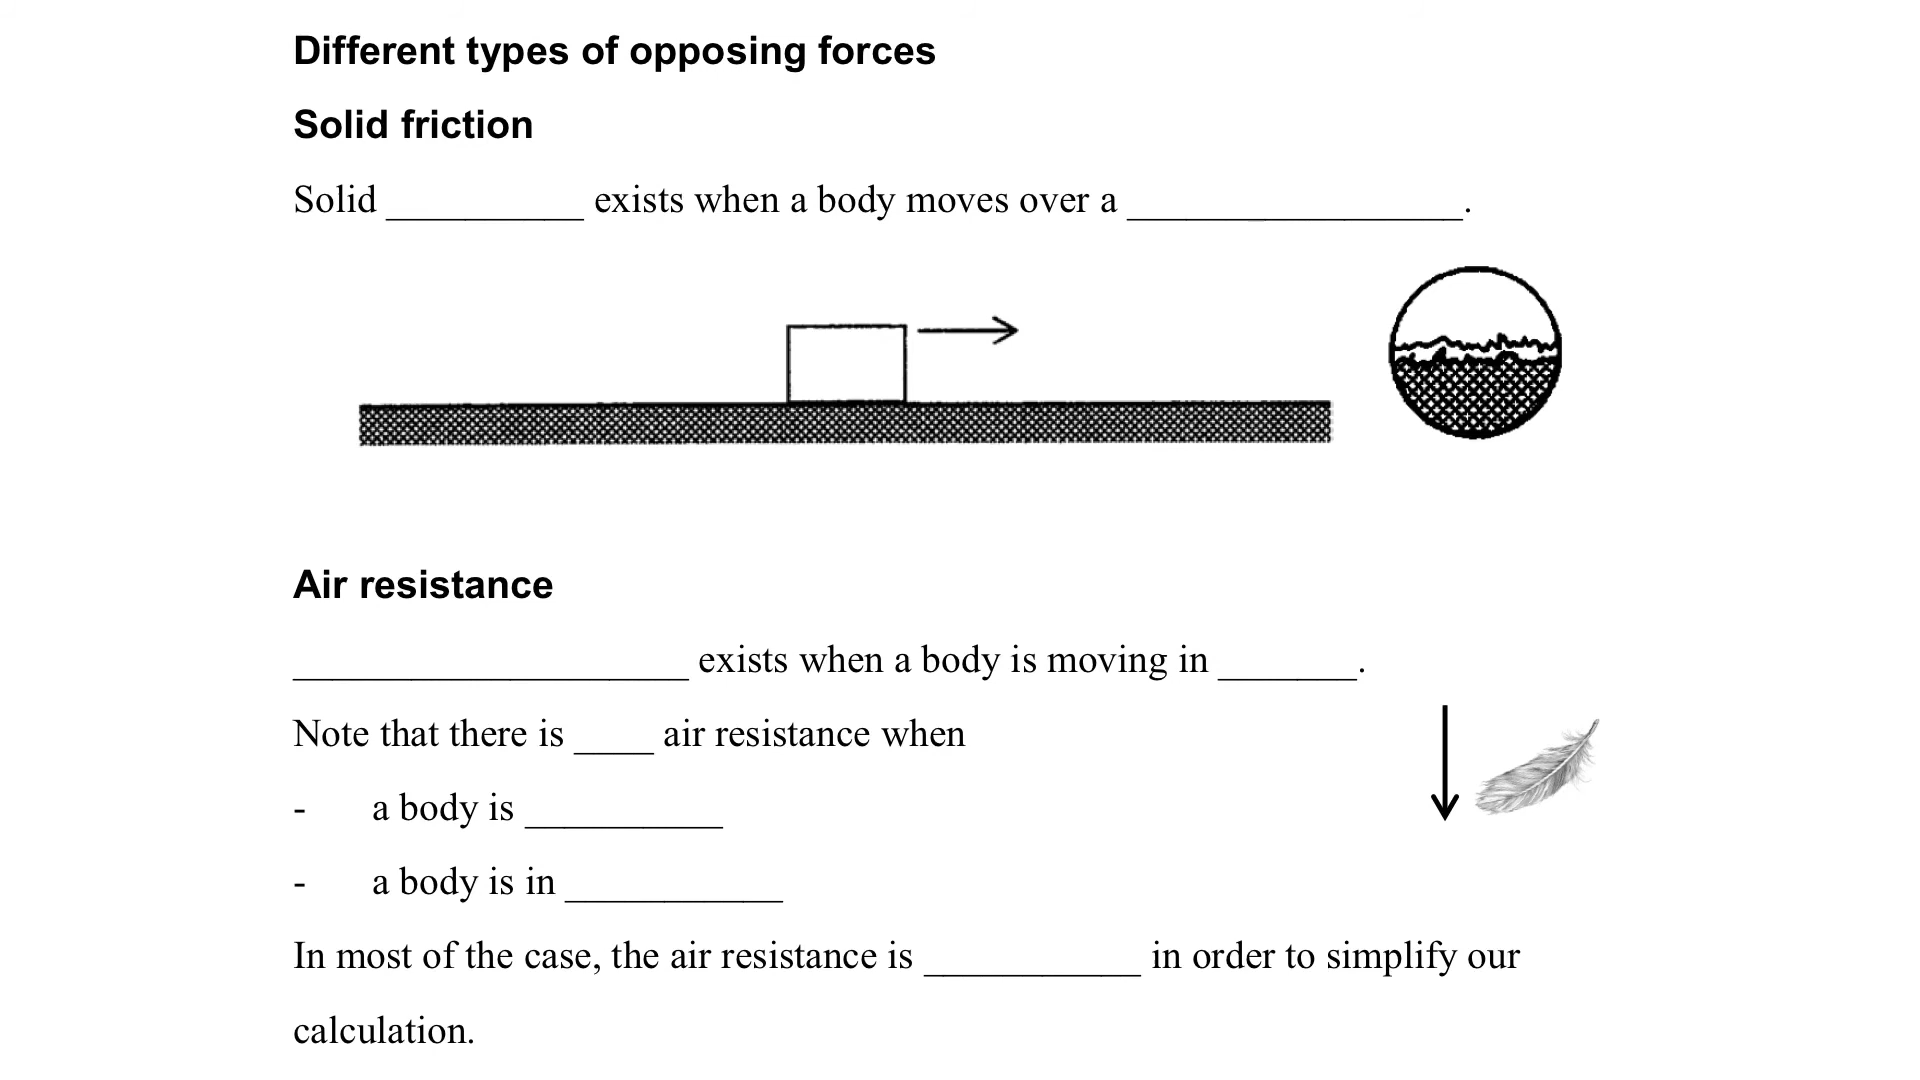 Different types of opposing forces
Solid friction
Solid __________ exists when a body moves over a _________________.
Air resistance
____________________ exists when a body is moving in _______.
Note that there is ____ air resistance when
- a body is __________
- a body is in ___________
In most of the case, the air resistance is ___________ in order to simplify our
calculation.